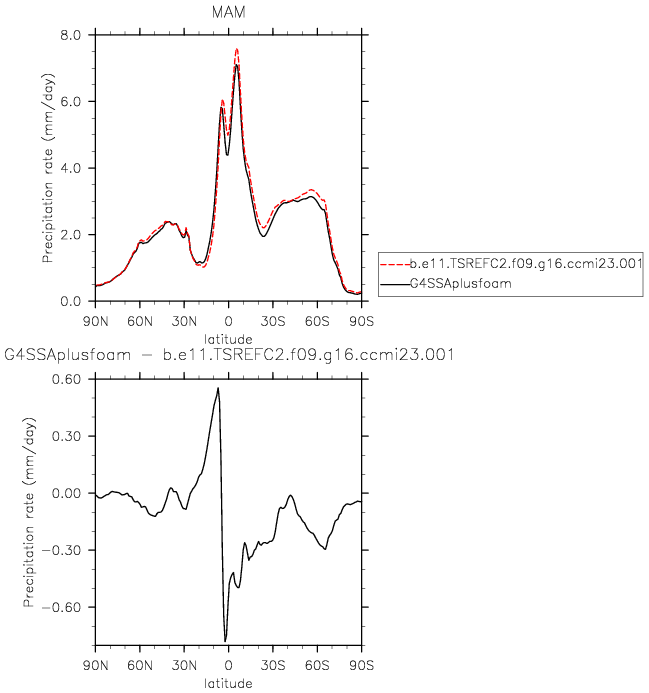 MAM
8.0
6.0
4.0
2.0
0.0
Precipitation rate (mm/day)
90N 60N 30N 0 30S 60S 90S
latitude
b.e11.TSREFC2.f09.g16.ccmi23.001
G4SSAplusfoam
G4SSAplusfoam − b.e11.TSREFC2.f09.g16.ccmi23.001
0.60
0.30
0.00
−0.30
−0.60
Precipitation rate (mm/day)
90N 60N 30N 0 30S 60S 90S
latitude